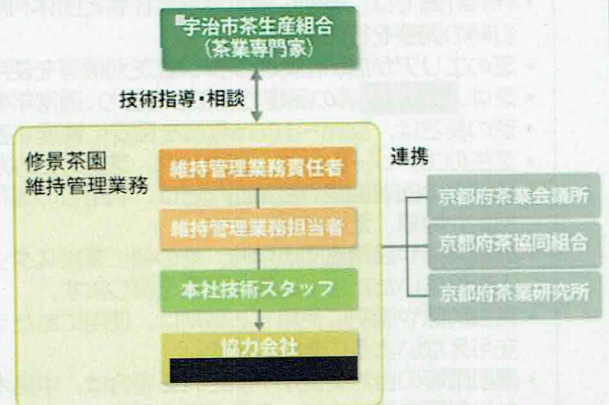 宇治市茶生産組合
(茶業専門家)
技術指導・相談
修景茶園
維持管理業務
維持管理業務責任者
維持管理業務担当者
本社技術スタッフ
協力会社
連携
京都府茶業会議所
京都府茶協同組合
京都府茶業研究所